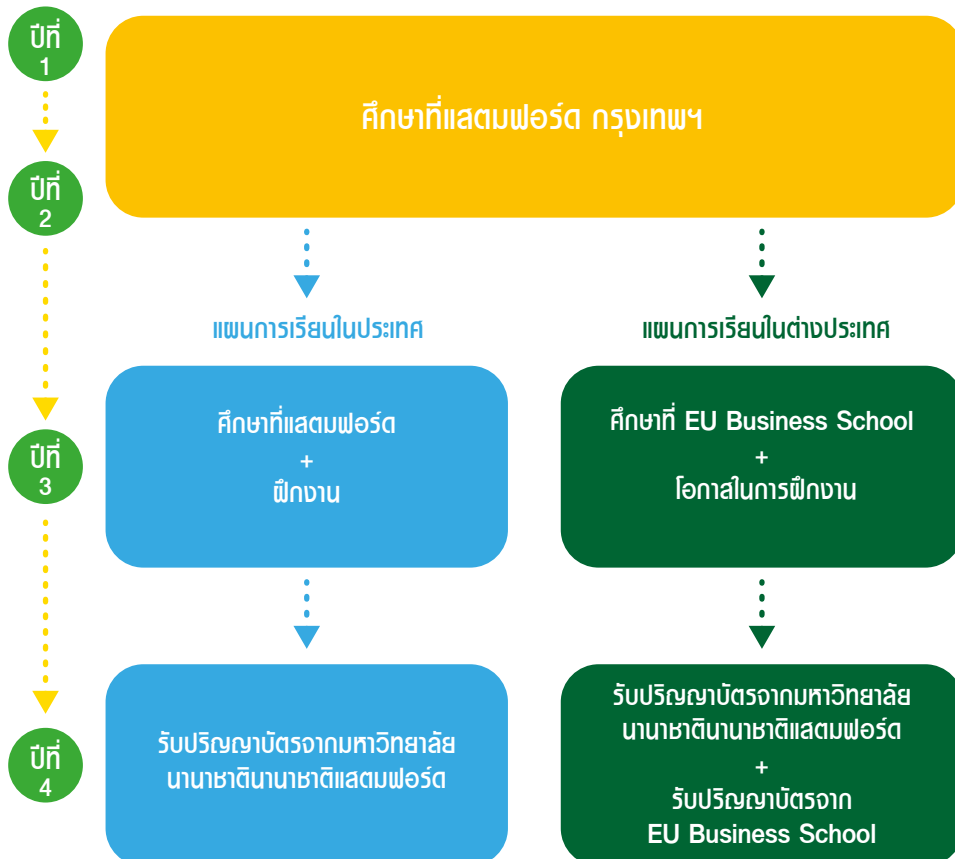 ปีที่
1
ศึกษาที่แสตมฟอร์ด กรุงเทพฯ
ปีที่
2
แผนการเรียนในประเทศ
แผนการเรียนในต่างประเทศ
ปีที่
3
ศึกษาที่แสตมฟอร์ด
+
ฝึกงาน
ศึกษาที่ EU Business School
+
โอกาสในการฝึกงาน
ปีที่
4
รับปริญญาบัตรจากมหาวิทยาลัย
นานาชาตินานาชาติแสตมฟอร์ด
รับปริญญาบัตรจากมหาวิทยาลัย
นานาชาตินานาชาติแสตมฟอร์ด
+
รับปริญญาบัตรจาก
EU Business School